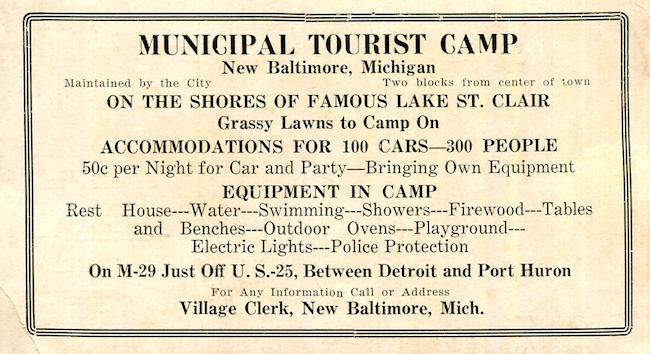 MUNICIPAL TOURIST CAMP
New Baltimore, Michigan
Maintained by the City Two blocks from center of town
ON THE SHORES OF FAMOUS LAKE ST. CLAIR
Grassy Lawns to Camp On
ACCOMMODATIONS FOR 100 CARS—300 PEOPLE
50c per Night for Car and Party—Bringing Own Equipment
EQUIPMENT IN CAMP
Rest House---Water---Swimming---Showers---Firewood---Tables
and Benches---Outdoor Ovens---Playground---
Electric Lights---Police Protection
On M-29 Just Off U. S.-25, Between Detroit and Port Huron
For Any Information Call or Address
Village Clerk, New Baltimore, Mich.